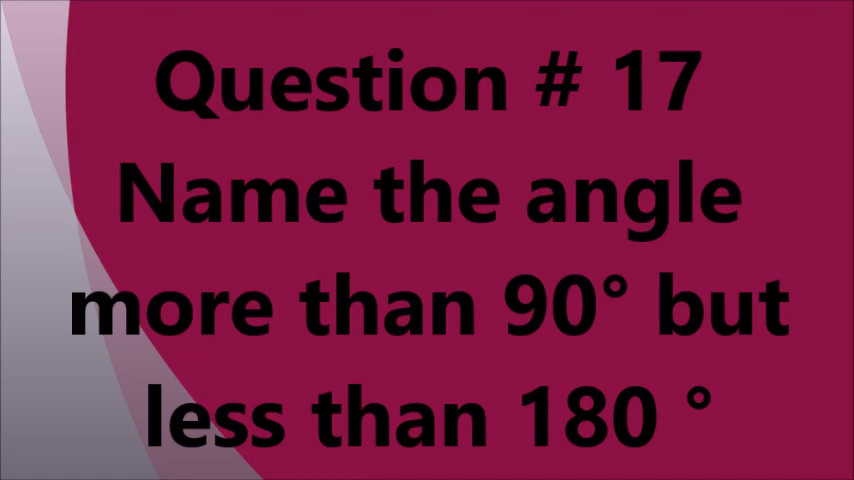 Question # 17
Name the angle
more than 90° but
less than 180 °